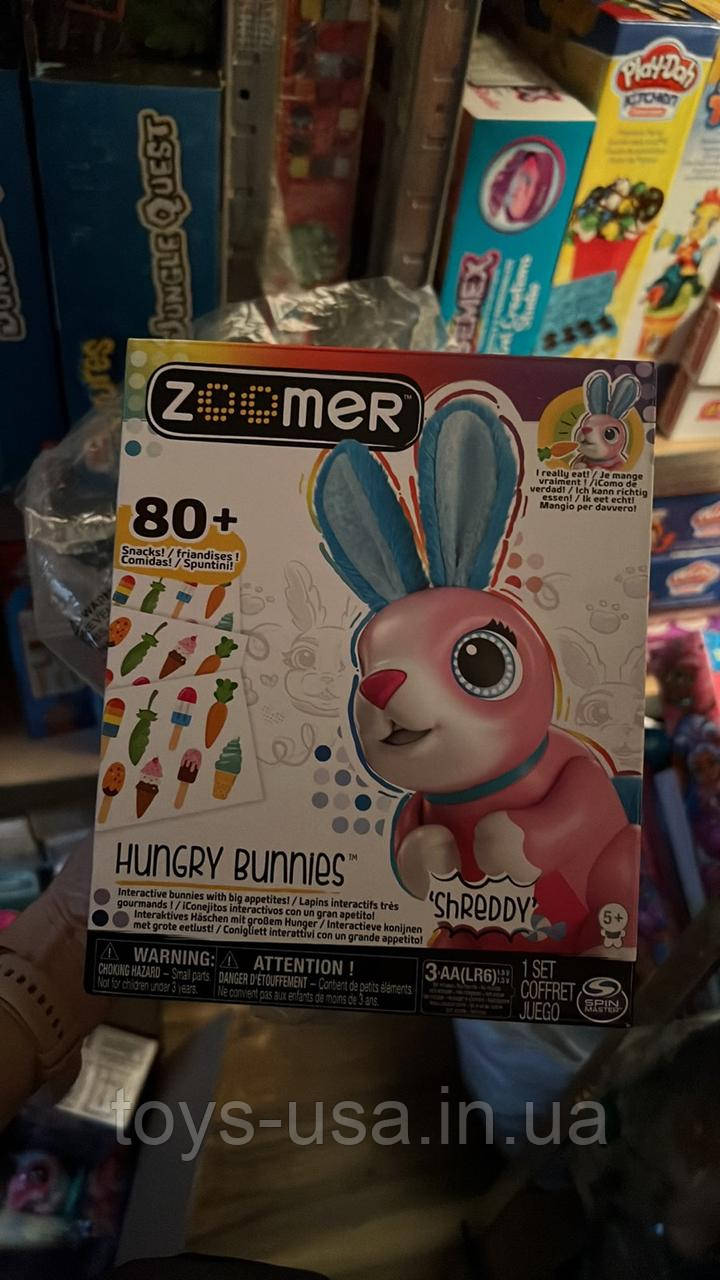 JUNGLE QUEST
Play-Doh
KITCHEN
ZOOMER™
80+
Snacks! / friandises !
Comidas! / Spuntini!
I really eat! / Je mange
vraiment ! / ¡Como de
verdad! / Ich kann richtig
essen! / Ik eet echt!
Mangio per davvero!
HUNGRY BUNNIES™
Interactive bunnies with big appetites! / Lapins interactifs très
gourmands ! / ¡Conejitos interactivos con un gran apetito!
Interaktives Häschen mit großem Hunger / Interactieve konijnen
met grote eetlust! / Conigliett interattivi con un grande appetito!
'SHREDDY'
5+
WARNING:
CHOKING HAZARD – Small parts.
Not for children under 3 years.
ATTENTION !
DANGER D'ÉTOUFFEMENT – Contient de petits éléments.
Ne convient pas aux enfants de moins de 3 ans.
3 AA(LR6) 1.5 V
1 SET
COFFRET
JUEGO
SPIN
MASTER
toys-usa.in.ua